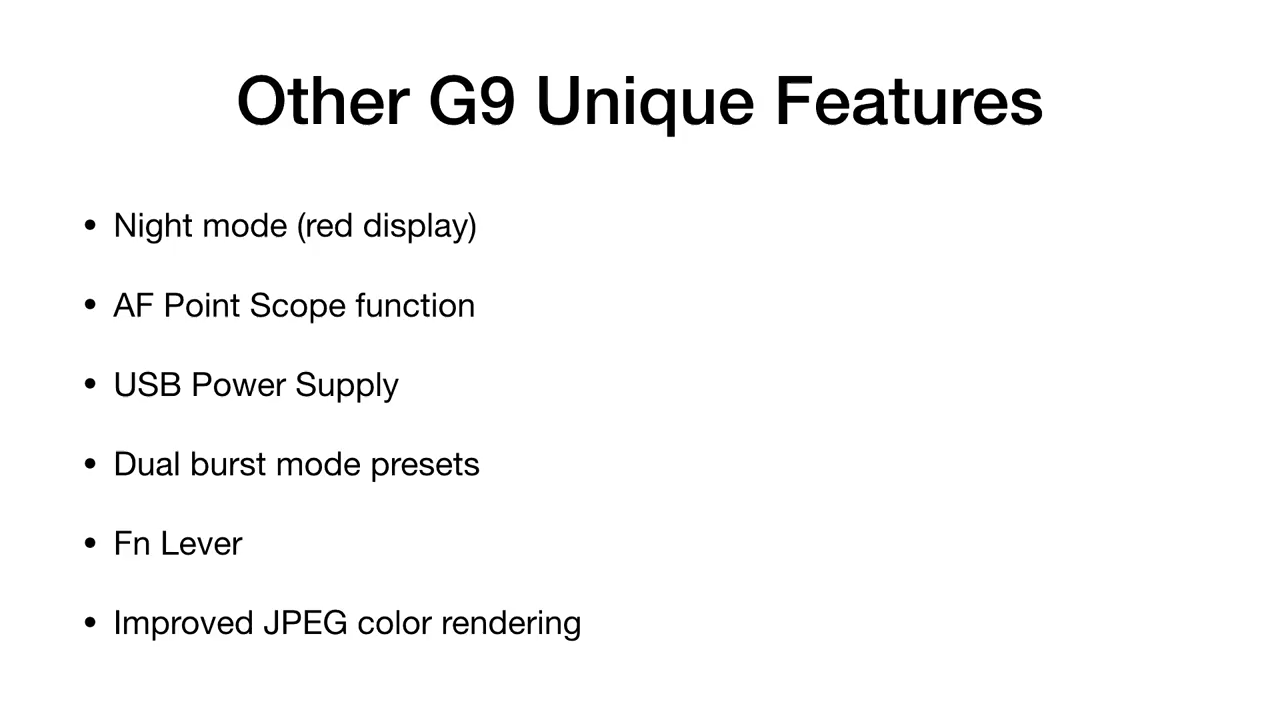 Other G9 Unique Features
• Night mode (red display)
• AF Point Scope function
• USB Power Supply
• Dual burst mode presets
• Fn Lever
• Improved JPEG color rendering